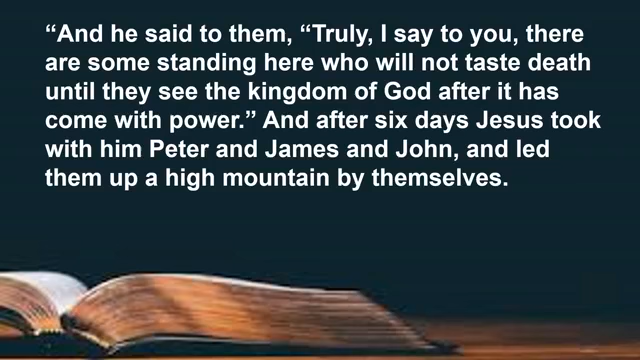 “And he said to them, “Truly, I say to you, there
are some standing here who will not taste death
until they see the kingdom of God after it has
come with power.” And after six days Jesus took
with him Peter and James and John, and led
them up a high mountain by themselves.